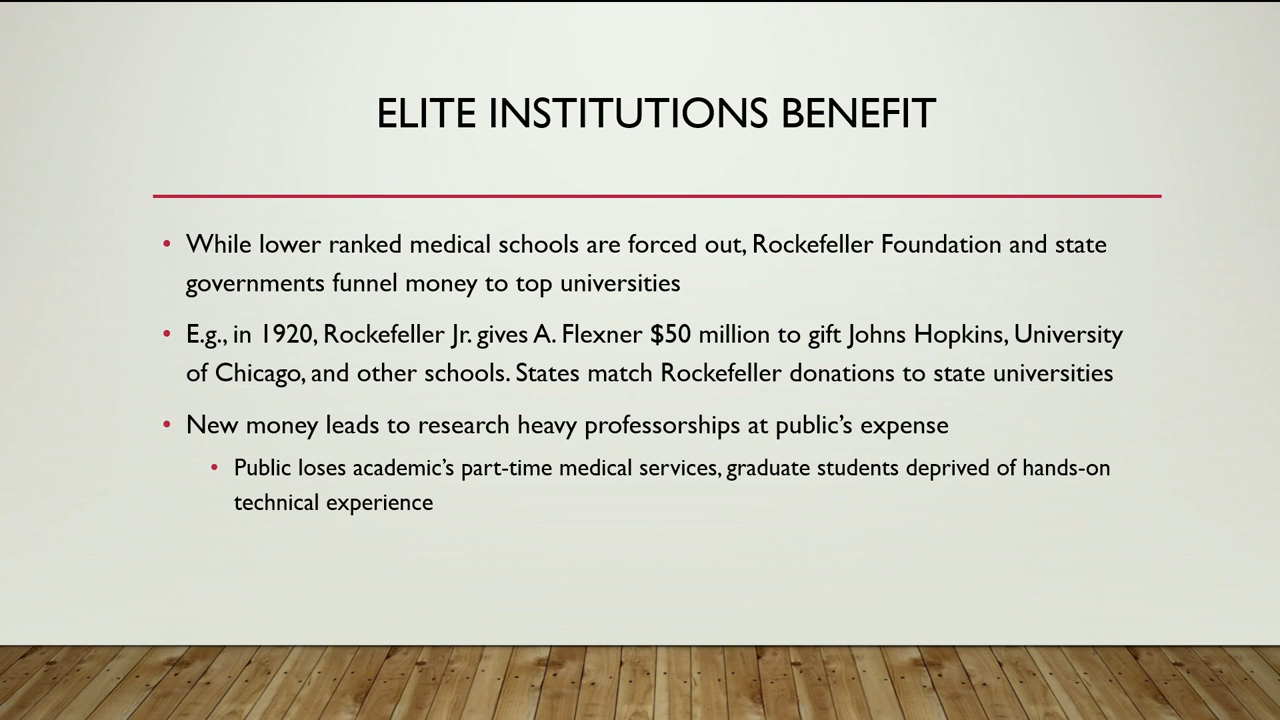 ELITE INSTITUTIONS BENEFIT
• While lower ranked medical schools are forced out, Rockefeller Foundation and state
governments funnel money to top universities
• E.g., in 1920, Rockefeller Jr. gives A. Flexner $50 million to gift Johns Hopkins, University
of Chicago, and other schools. States match Rockefeller donations to state universities
• New money leads to research heavy professorships at public’s expense
• Public loses academic’s part-time medical services, graduate students deprived of hands-on
technical experience